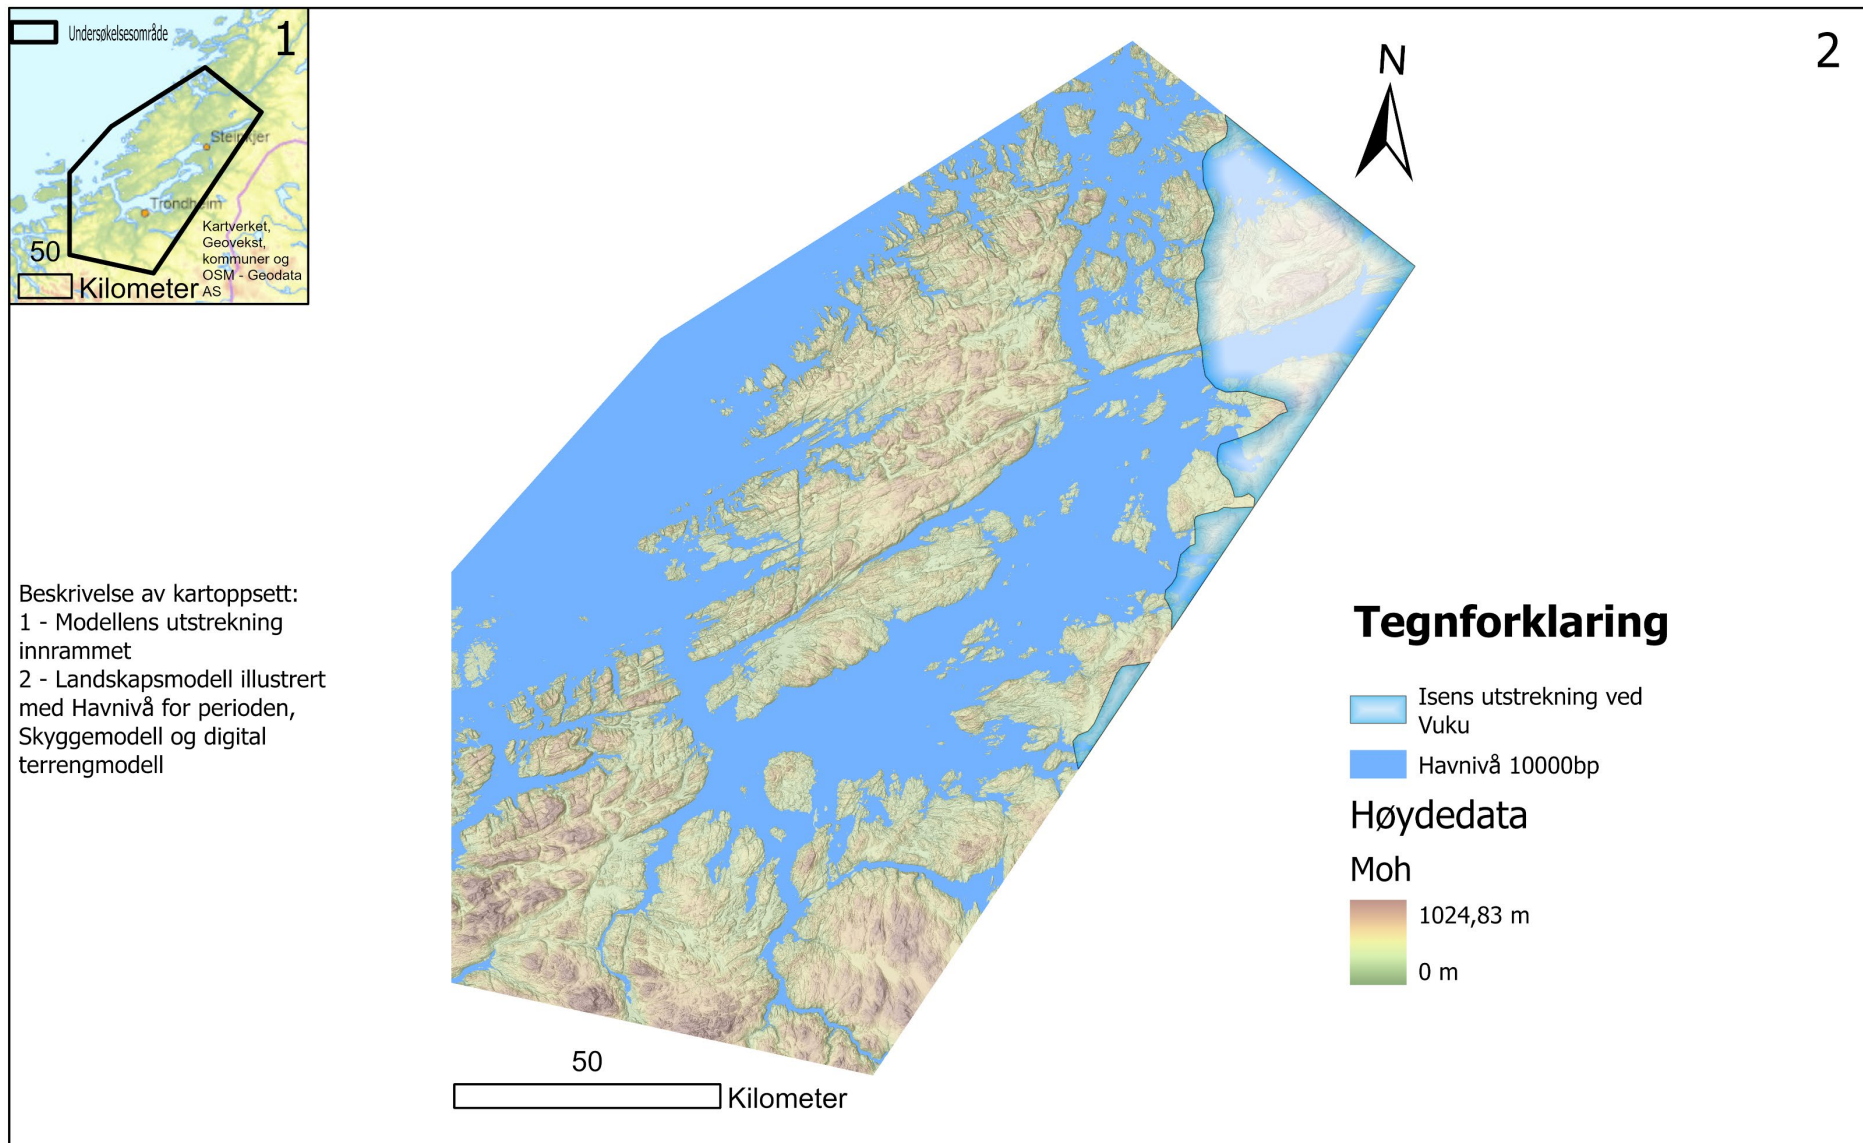 Undersøkelsesområde
1
Steinkjer
Trondheim
Kartverket,
Geovekst,
kommuner og
OSM - Geodata
AS
50
Kilometer
2
N
Beskrivelse av kartoppsett:
1 - Modellens utstrekning
innrammet
2 - Landskapsmodell illustrert
med Havnivå for perioden,
Skyggemodell og digital
terrengmodell
Tegnforklaring
Isens utstrekning ved
Vuku
Havnivå 10000bp
Høydedata
Moh
1024,83 m
0 m
50
Kilometer